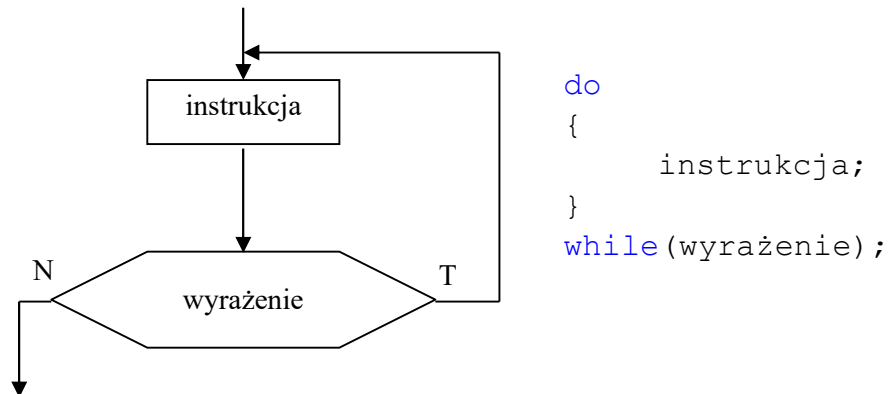 instrukcja
N
wyrażenie
T
do
{
instrukcja;
}
while(wyrażenie);